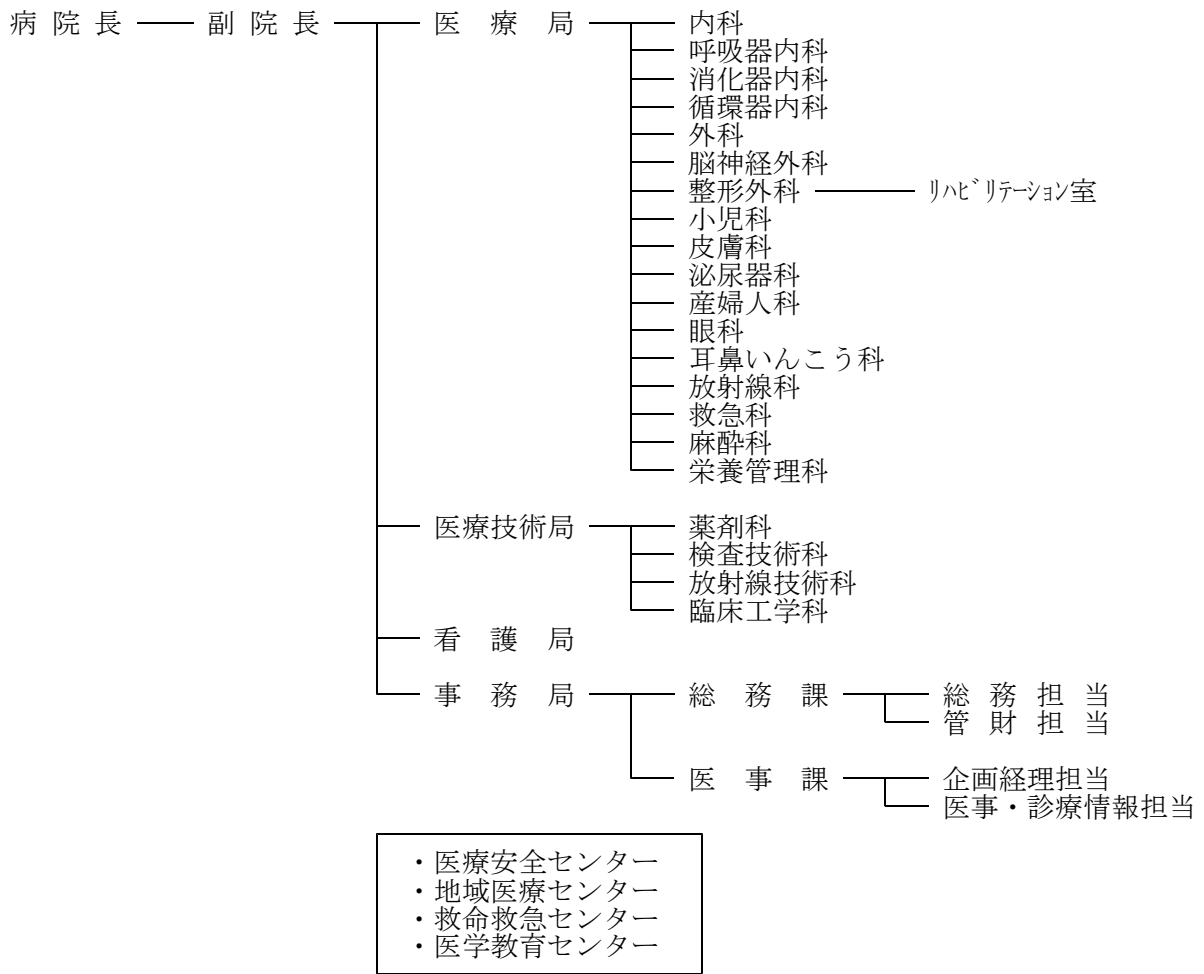 病院長 副院長 医療局 内科
呼吸器内科
消化器内科
循環器内科
外科
脳神経外科
整形外科 ﾘﾊﾋﾞﾘﾃｰｼｮﾝ室
小児科
皮膚科
泌尿器科
産婦人科
眼科
耳鼻いんこう科
放射線科
救急科
麻酔科
栄養管理科
医療技術局 薬剤科
検査技術科
放射線技術科
臨床工学科
看護局
事務局 総務課 総務担当
管財担当
医事課 企画経理担当
医事・診療情報担当
・医療安全センター
・地域医療センター
・救命救急センター
・医学教育センター